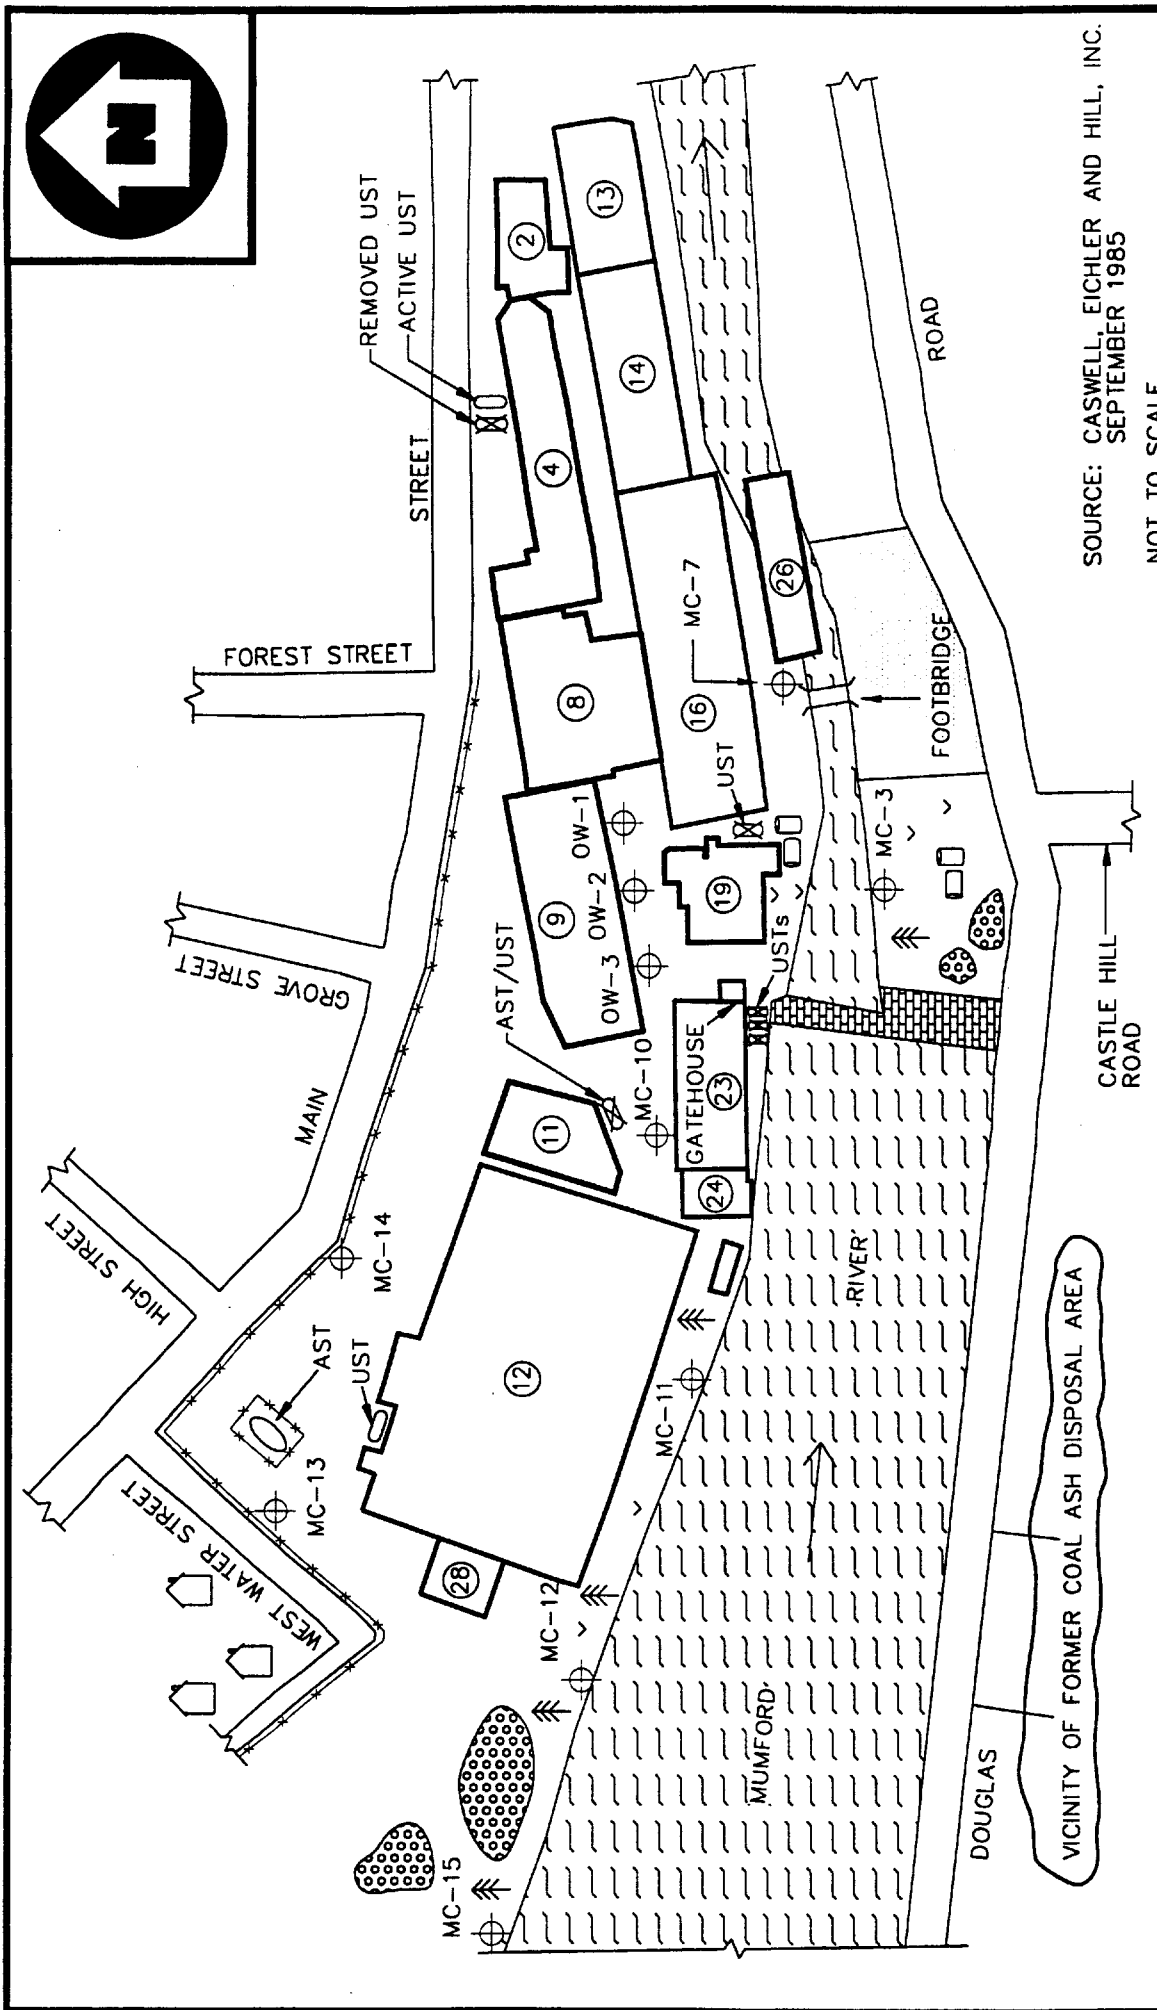 N
REMOVED UST
ACTIVE UST
STREET
FOREST STREET
GROVE STREET
MAIN
HIGH STREET
WEST WATER STREET
MC-14
AST
UST
MC-13
AST/UST
MC-10
OW-3
OW-2
OW-1
2
4
8
9
11
12
28
13
14
16
MC-7
UST
19
USTs
GATEHOUSE
23
24
26
MC-11
MC-12
MC-15
MC-3
FOOTBRIDGE
MUMFORD
RIVER
DOUGLAS
ROAD
CASTLE HILL
ROAD
VICINITY OF FORMER COAL ASH DISPOSAL AREA
SOURCE: CASWELL, EICHLER AND HILL, INC.
SEPTEMBER 1985
NOT TO SCALE